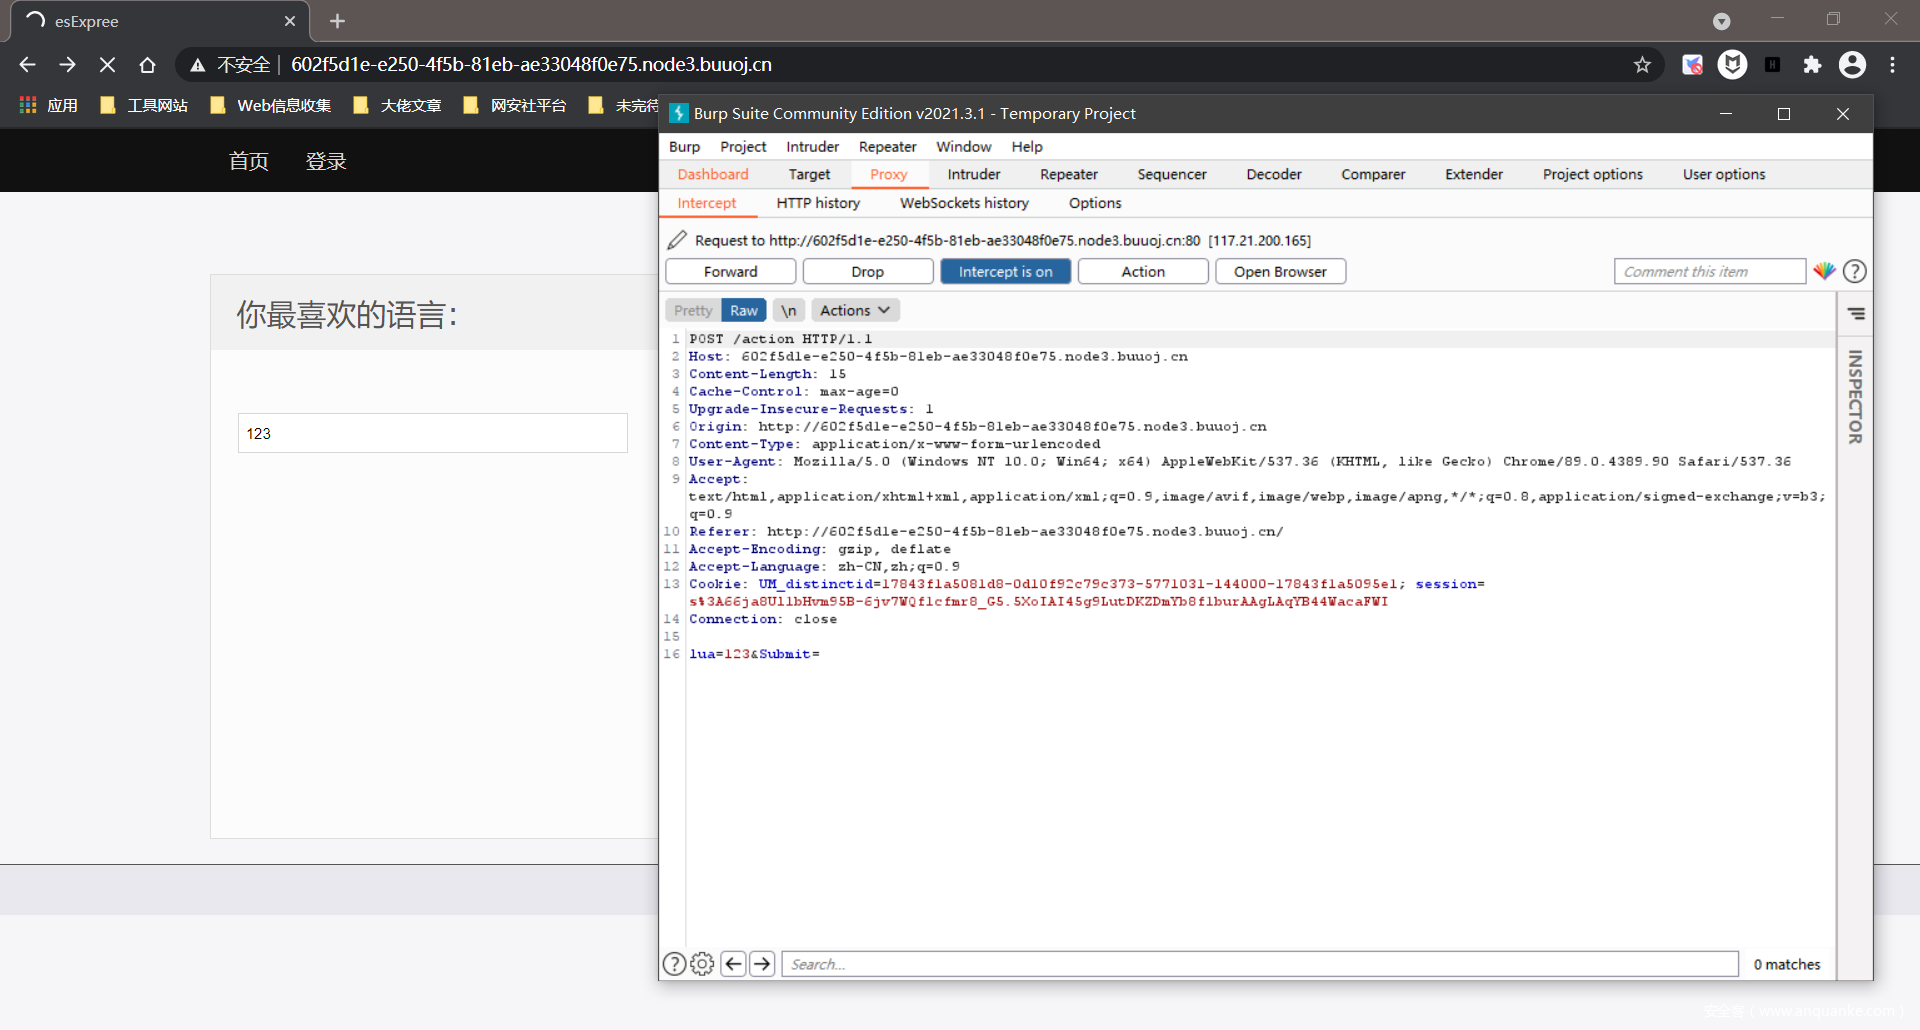 esExpree
不安全 602f5d1e-e250-4f5b-81eb-ae33048f0e75.node3.buuoj.cn
应用 工具网站 Web信息收集 大佬文章 网安社平台 未完待
首页 登录
你最喜欢的语言:
123
Burp Suite Community Edition v2021.3.1 - Temporary Project
Burp Project Intruder Repeater Window Help
Dashboard Target Proxy Intruder Repeater Sequencer Decoder Comparer Extender Project options User options
Intercept HTTP history WebSockets history Options
Request to http://602f5d1e-e250-4f5b-81eb-ae33048f0e75.node3.buuoj.cn:80 [117.21.200.165]
Forward Drop Intercept is on Action Open Browser Comment this item
Pretty Raw \n Actions
INSPECTOR
1 POST /action HTTP/1.1
2 Host: 602f5d1e-e250-4f5b-81eb-ae33048f0e75.node3.buuoj.cn
3 Content-Length: 15
4 Cache-Control: max-age=0
5 Upgrade-Insecure-Requests: 1
6 Origin: http://602f5d1e-e250-4f5b-81eb-ae33048f0e75.node3.buuoj.cn
7 Content-Type: application/x-www-form-urlencoded
8 User-Agent: Mozilla/5.0 (Windows NT 10.0; Win64; x64) AppleWebKit/537.36 (KHTML, like Gecko) Chrome/89.0.4389.90 Safari/537.36
9 Accept:
text/html,application/xhtml+xml,application/xml;q=0.9,image/avif,image/webp,image/apng,*/*;q=0.8,application/signed-exchange;v=b3;
q=0.9
10 Referer: http://602f5d1e-e250-4f5b-81eb-ae33048f0e75.node3.buuoj.cn/
11 Accept-Encoding: gzip, deflate
12 Accept-Language: zh-CN,zh;q=0.9
13 Cookie: UM_distinctid=17843f1a5081d8-0d10f92c79c373-5771031-144000-17843f1a5095e1; session=
s%3A66ja8Ul1bHvm95B-6jv7WQf1cfmr8_G5.5XoIAI45g9LutDKZDmYb8f1burAAgLAqYB44WacaFWI
14 Connection: close
15
16 lua=123&Submit=
Search... 0 matches
安全客（www.anquanke.com）